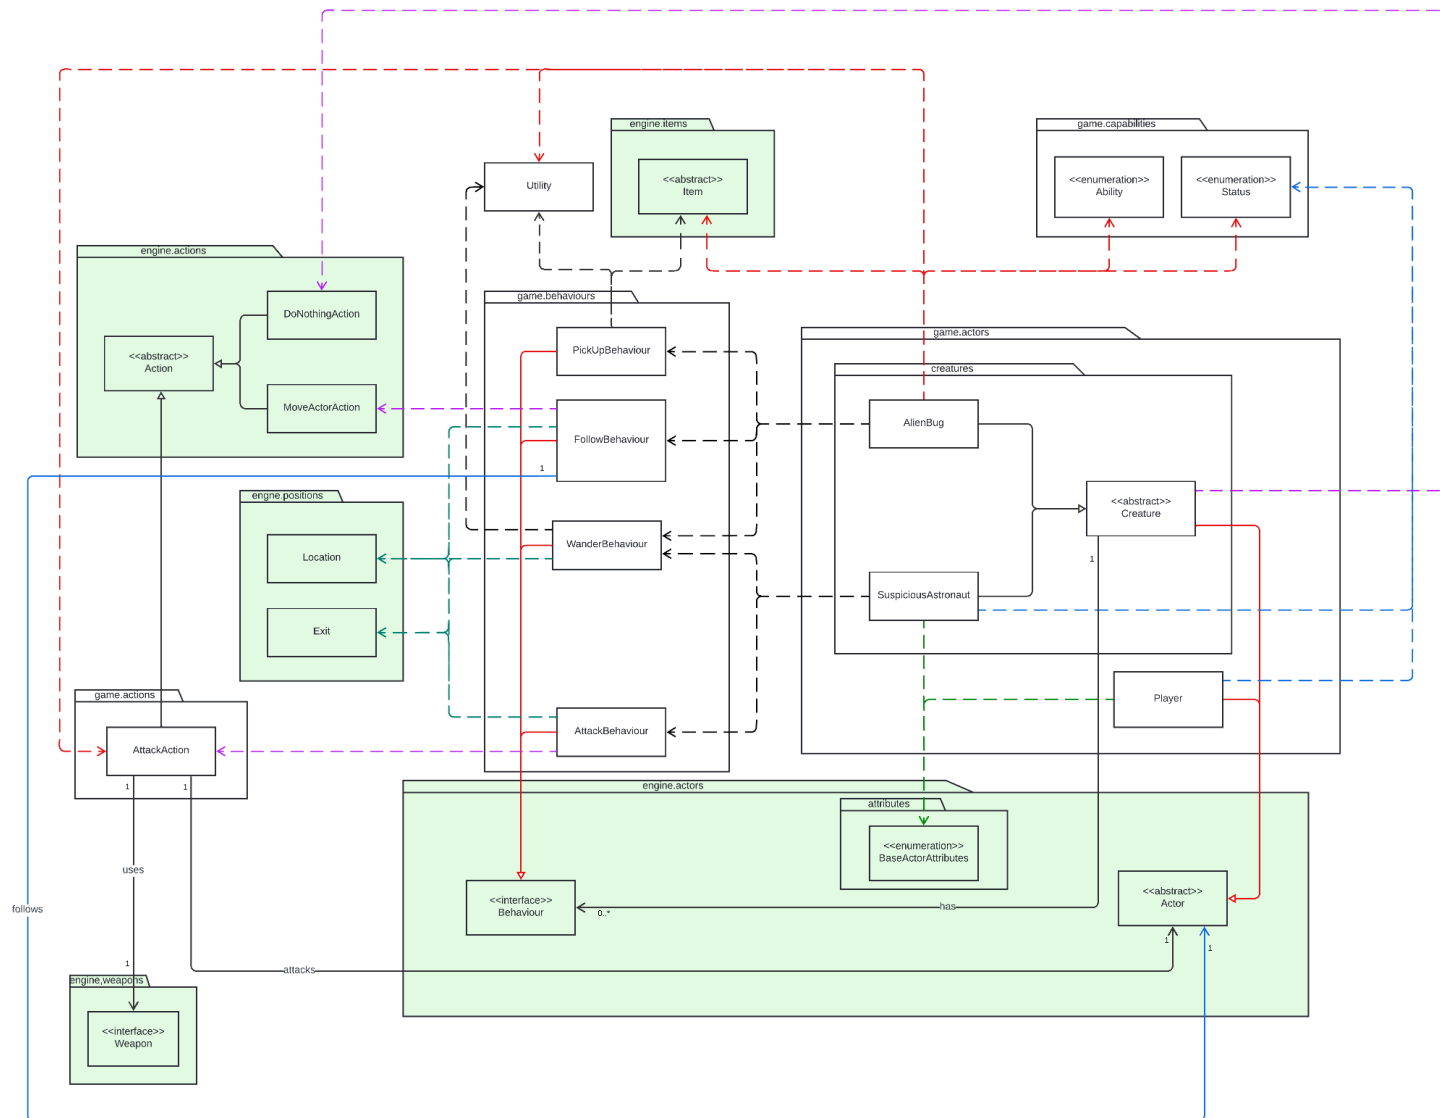 engine.items
<<abstract>>
Item
game.capabilities
<<enumeration>>
Ability
<<enumeration>>
Status
Utility
engine.actions
DoNothingAction
<<abstract>>
Action
MoveActorAction
game.behaviours
PickUpBehaviour
FollowBehaviour
1
WanderBehaviour
AttackBehaviour
game.actors
creatures
AlienBug
<<abstract>>
Creature
1
SuspiciousAstronaut
Player
engne.positions
Location
Exit
game.actions
AttackAction
1
1
uses
follows
1
attacks
engine,weapons
<<interface>>
Weapon
engine.actors
attributes
<<enumeration>>
BaseActorAttributes
<<interface>>
Behaviour
0..*
has
<<abstract>>
Actor
1
1